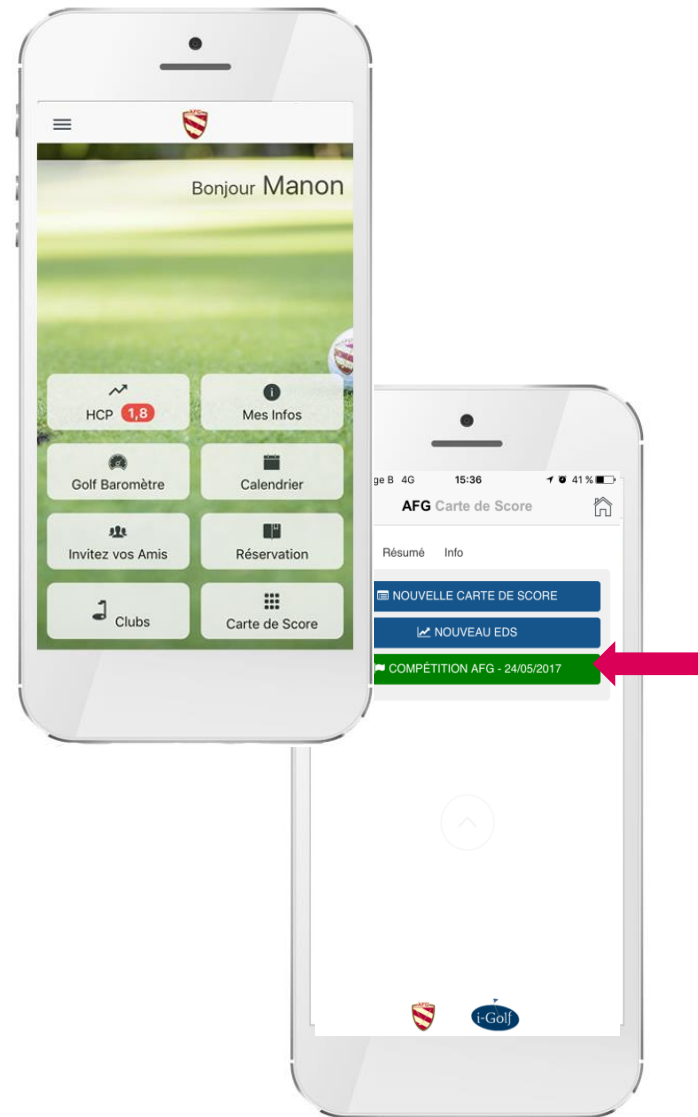 AFG
Bonjour Manon
HCP 1,8
Mes Infos
Golf Baromètre
Calendrier
Invitez vos Amis
Réservation
Clubs
Carte de Score
ge B 4G 15:36 41 %
AFG Carte de Score
Résumé Info
NOUVELLE CARTE DE SCORE
NOUVEAU EDS
COMPÉTITION AFG - 24/05/2017
i-Golf